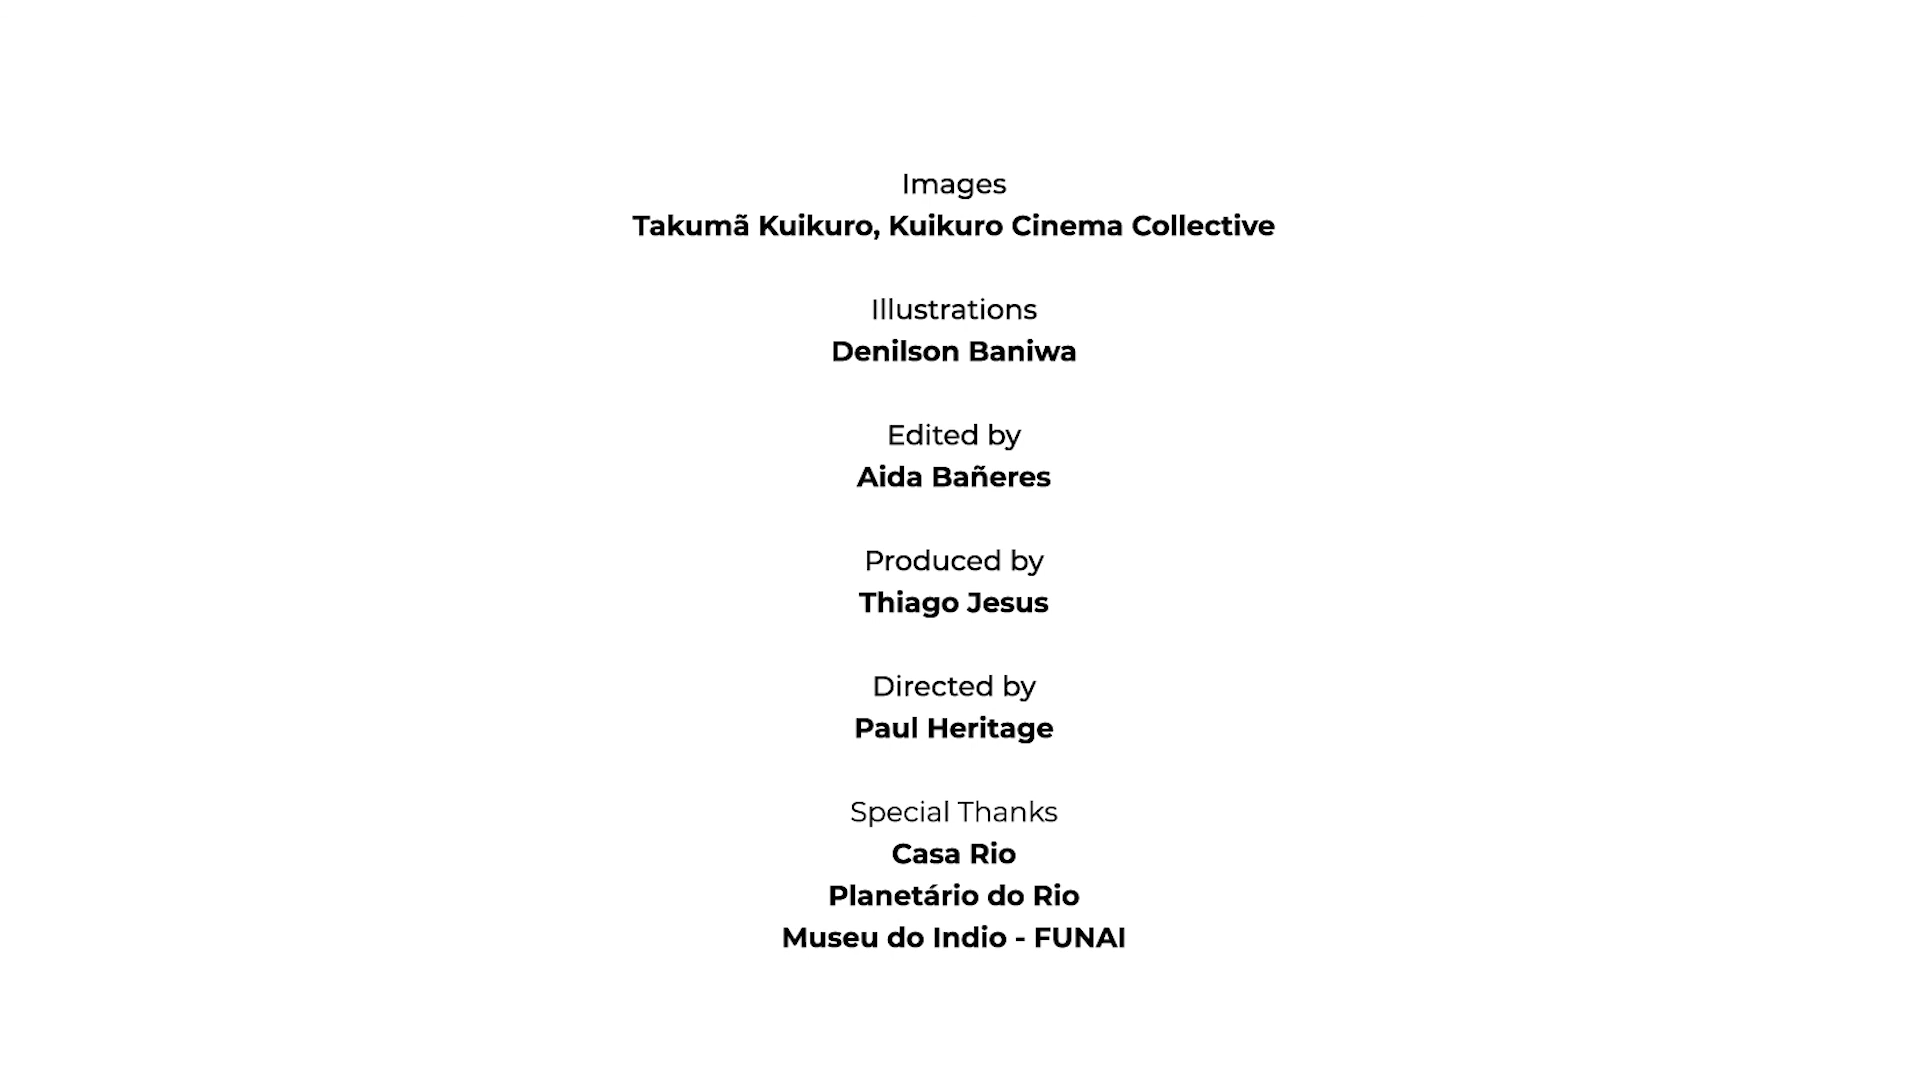 Images
Takumã Kuikuro, Kuikuro Cinema Collective
Illustrations
Denilson Baniwa
Edited by
Aida Bañeres
Produced by
Thiago Jesus
Directed by
Paul Heritage
Special Thanks
Casa Rio
Planetário do Rio
Museu do Indio - FUNAI